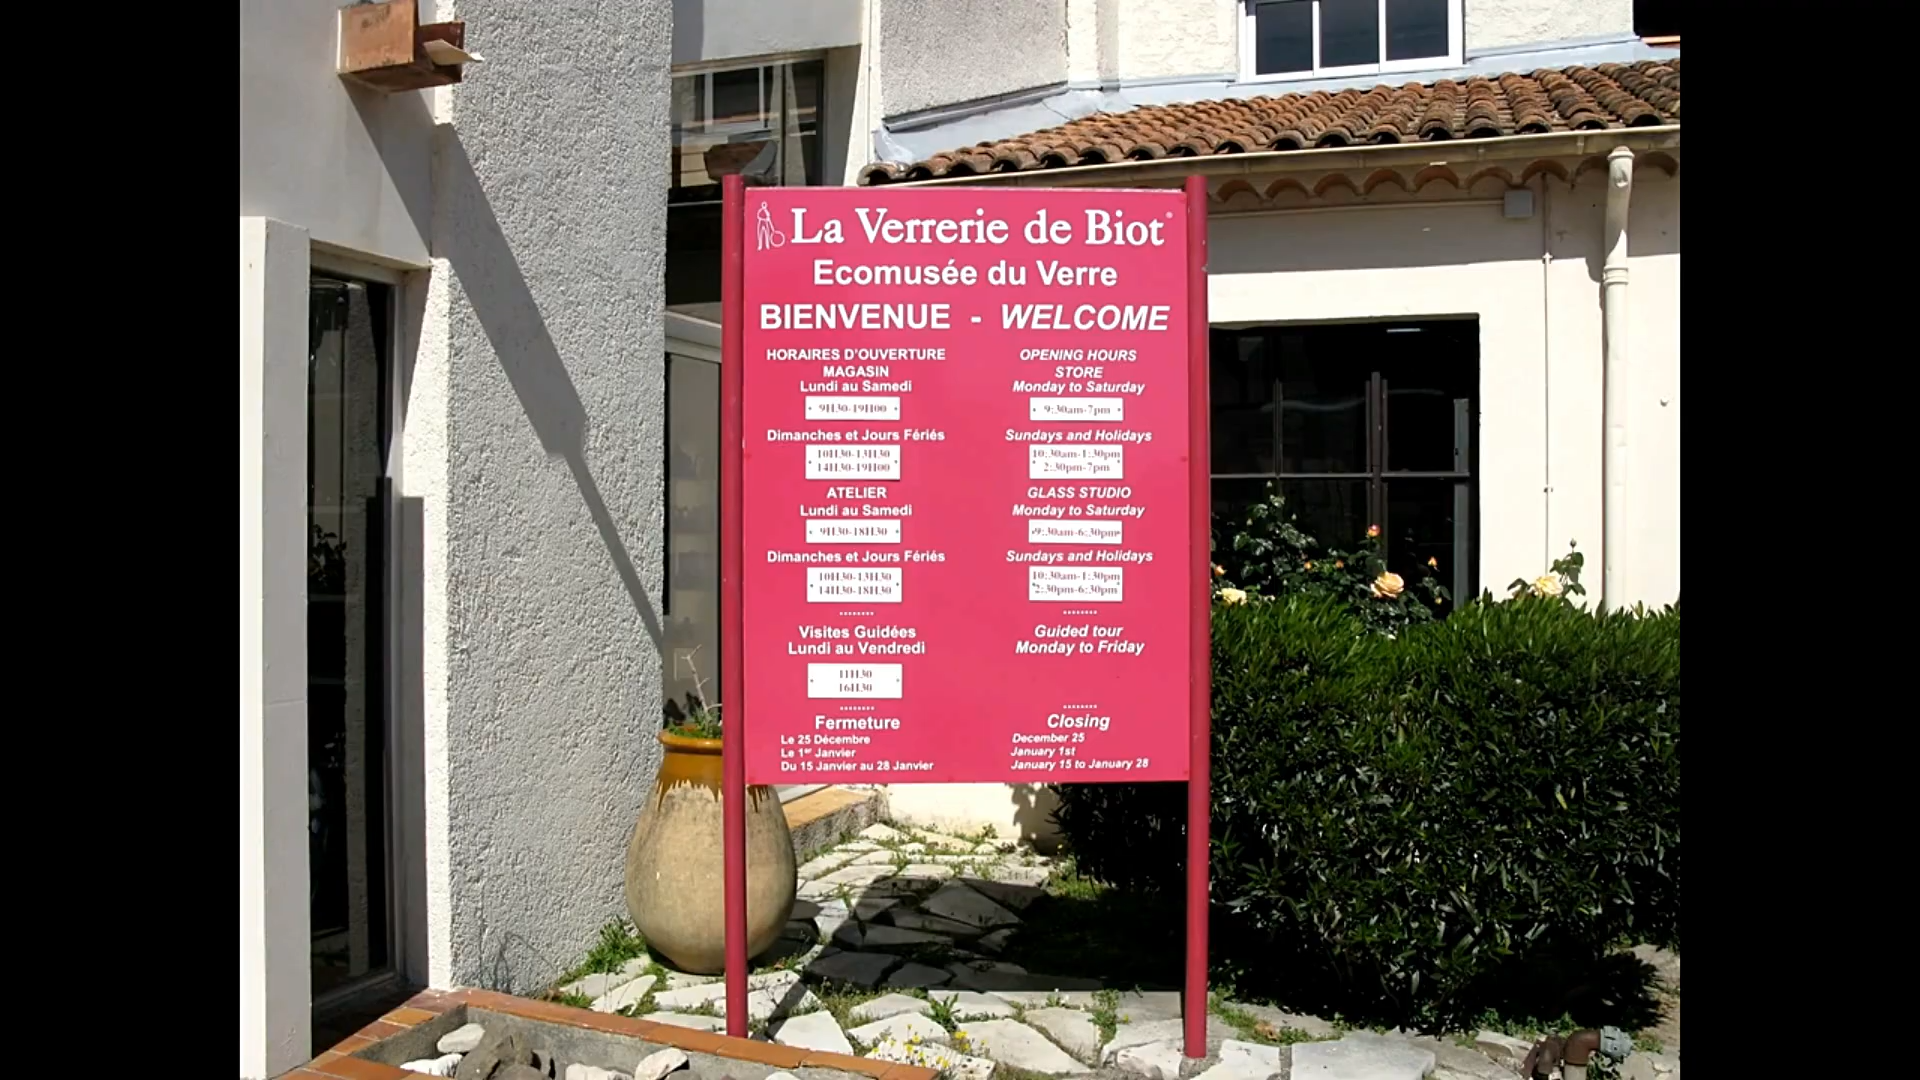 La Verrerie de Biot®
Ecomusée du Verre
BIENVENUE - WELCOME
HORAIRES D'OUVERTURE
MAGASIN
Lundi au Samedi
9H30-19H00
Dimanches et Jours Fériés
10H30-13H30
14H30-19H00
ATELIER
Lundi au Samedi
9H30-18H30
Dimanches et Jours Fériés
10H30-13H30
14H30-18H30
Visites Guidées
Lundi au Vendredi
11H30
16H30
Fermeture
Le 25 Décembre
Le 1er Janvier
Du 15 Janvier au 28 Janvier
OPENING HOURS
STORE
Monday to Saturday
9:30am-7pm
Sundays and Holidays
10:30am-1:30pm
2:30pm-7pm
GLASS STUDIO
Monday to Saturday
9:30am-6:30pm
Sundays and Holidays
10:30am-1:30pm
2:30pm-6:30pm
Guided tour
Monday to Friday
Closing
December 25
January 1st
January 15 to January 28